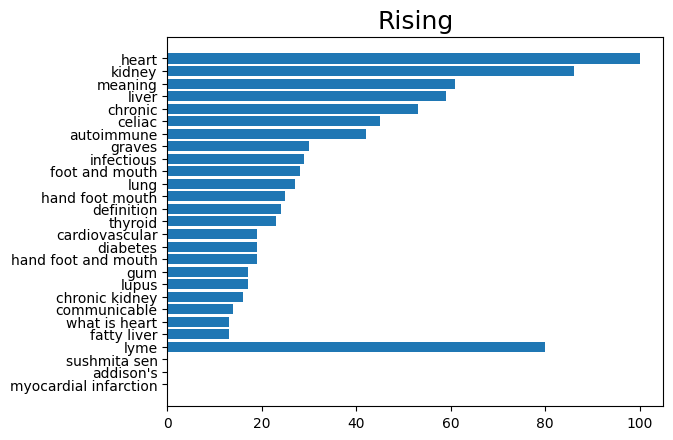 Rising
heart
kidney
meaning
liver
chronic
celiac
autoimmune
graves
infectious
foot and mouth
lung
hand foot mouth
definition
thyroid
cardiovascular
diabetes
hand foot and mouth
gum
lupus
chronic kidney
communicable
what is heart
fatty liver
lyme
sushmita sen
addison's
myocardial infarction
0 20 40 60 80 100